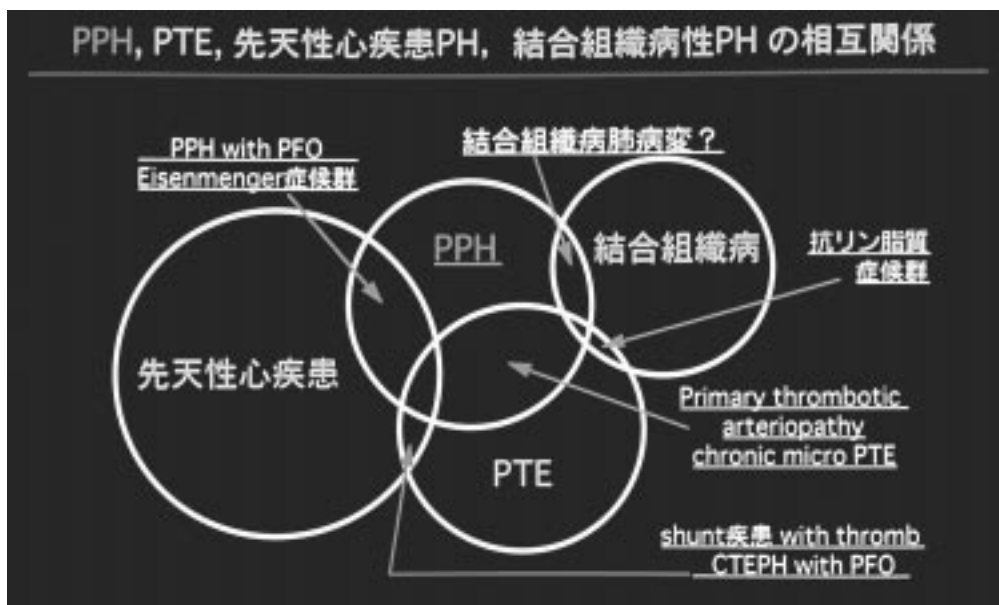 PPH, PTE, 先天性心疾患PH, 結合組織病性PH の相互関係
PPH with PFO
Eisenmenger症候群
結合組織病肺病変?
PPH
結合組織病
抗リン脂質
症候群
先天性心疾患
Primary thrombotic
arteriopathy
chronic micro PTE
PTE
shunt疾患 with thromb
CTEPH with PFO